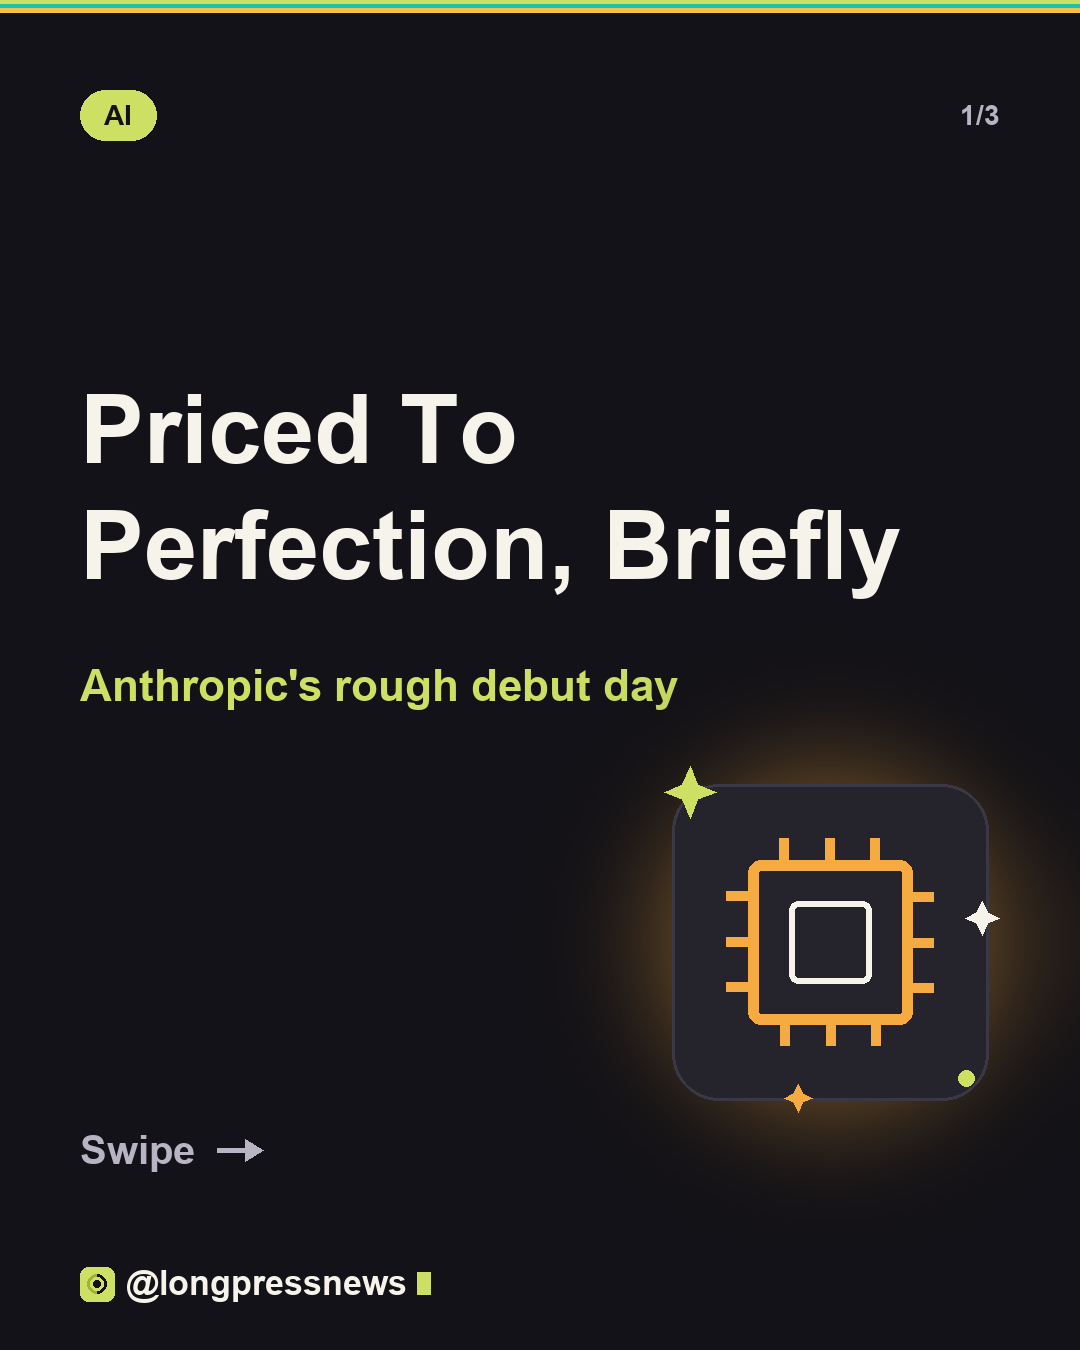 AI
1/3
Priced To
Perfection, Briefly
Anthropic's rough debut day
Swipe
@longpressnews